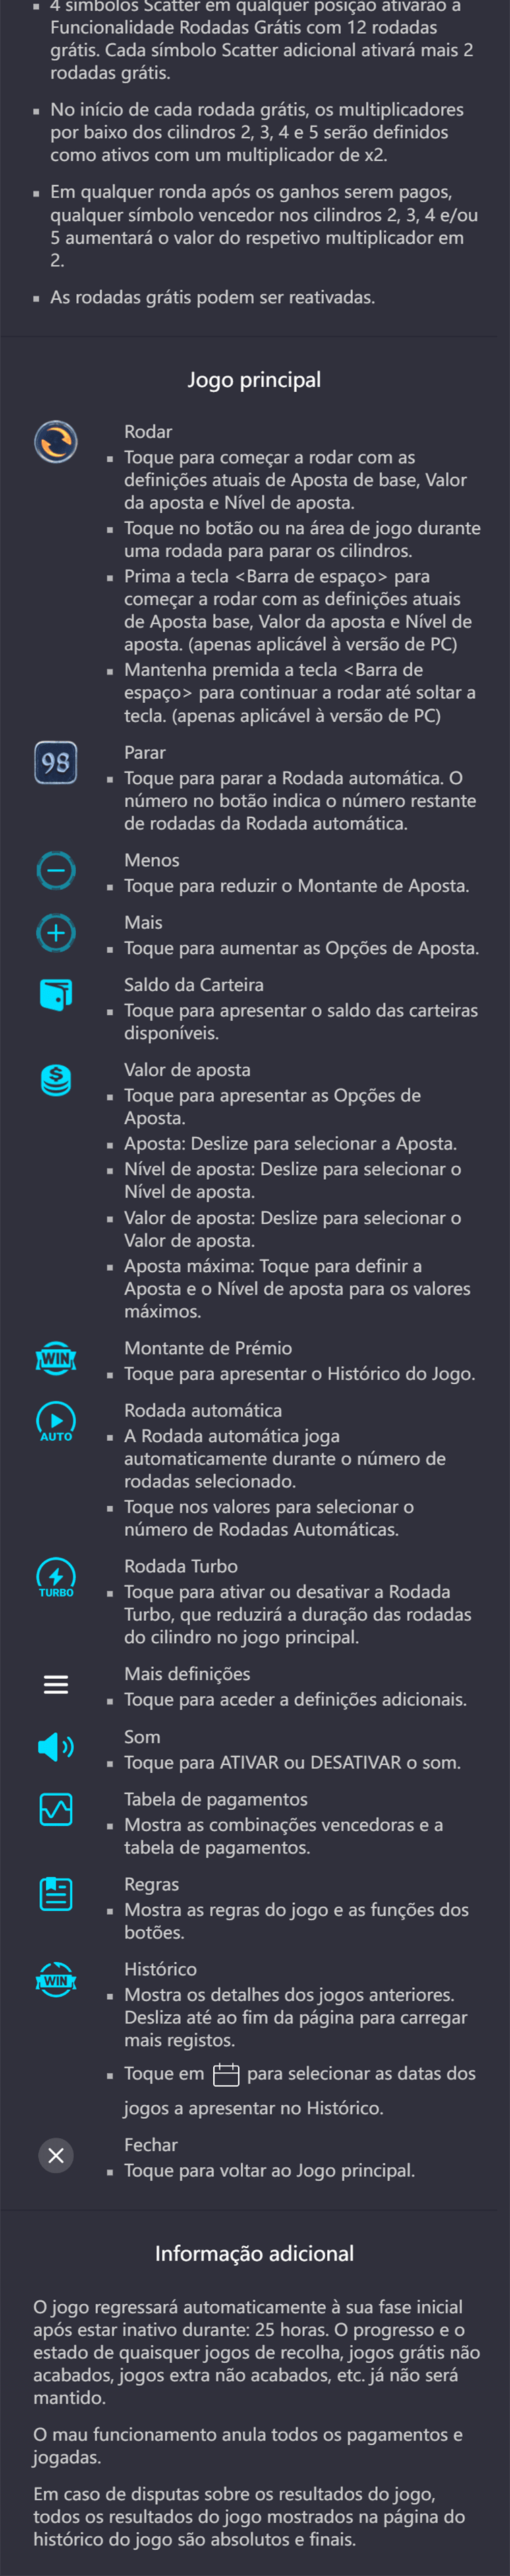 4 símbolos Scatter em qualquer posição ativarão a
Funcionalidade Rodadas Grátis com 12 rodadas
grátis. Cada símbolo Scatter adicional ativará mais 2
rodadas grátis.
No início de cada rodada grátis, os multiplicadores
por baixo dos cilindros 2, 3, 4 e 5 serão definidos
como ativos com um multiplicador de x2.
Em qualquer ronda após os ganhos serem pagos,
qualquer símbolo vencedor nos cilindros 2, 3, 4 e/ou
5 aumentará o valor do respetivo multiplicador em
2.
As rodadas grátis podem ser reativadas.
Jogo principal
Rodar
Toque para começar a rodar com as
definições atuais de Aposta de base, Valor
da aposta e Nível de aposta.
Toque no botão ou na área de jogo durante
uma rodada para parar os cilindros.
Prima a tecla <Barra de espaço> para
começar a rodar com as definições atuais
de Aposta base, Valor da aposta e Nível de
aposta. (apenas aplicável à versão de PC)
Mantenha premida a tecla <Barra de
espaço> para continuar a rodar até soltar a
tecla. (apenas aplicável à versão de PC)
98
Parar
Toque para parar a Rodada automática. O
número no botão indica o número restante
de rodadas da Rodada automática.
Menos
Toque para reduzir o Montante de Aposta.
Mais
Toque para aumentar as Opções de Aposta.
Saldo da Carteira
Toque para apresentar o saldo das carteiras
disponíveis.
Valor de aposta
Toque para apresentar as Opções de
Aposta.
Aposta: Deslize para selecionar a Aposta.
Nível de aposta: Deslize para selecionar o
Nível de aposta.
Valor de aposta: Deslize para selecionar o
Valor de aposta.
Aposta máxima: Toque para definir a
Aposta e o Nível de aposta para os valores
máximos.
WIN
Montante de Prémio
Toque para apresentar o Histórico do Jogo.
AUTO
Rodada automática
A Rodada automática joga
automaticamente durante o número de
rodadas selecionado.
Toque nos valores para selecionar o
número de Rodadas Automáticas.
TURBO
Rodada Turbo
Toque para ativar ou desativar a Rodada
Turbo, que reduzirá a duração das rodadas
do cilindro no jogo principal.
Mais definições
Toque para aceder a definições adicionais.
Som
Toque para ATIVAR ou DESATIVAR o som.
Tabela de pagamentos
Mostra as combinações vencedoras e a
tabela de pagamentos.
Regras
Mostra as regras do jogo e as funções dos
botões.
WIN
Histórico
Mostra os detalhes dos jogos anteriores.
Desliza até ao fim da página para carregar
mais registos.
Toque em para selecionar as datas dos
jogos a apresentar no Histórico.
Fechar
Toque para voltar ao Jogo principal.
Informação adicional
O jogo regressará automaticamente à sua fase inicial
após estar inativo durante: 25 horas. O progresso e o
estado de quaisquer jogos de recolha, jogos grátis não
acabados, jogos extra não acabados, etc. já não será
mantido.
O mau funcionamento anula todos os pagamentos e
jogadas.
Em caso de disputas sobre os resultados do jogo,
todos os resultados do jogo mostrados na página do
histórico do jogo são absolutos e finais.